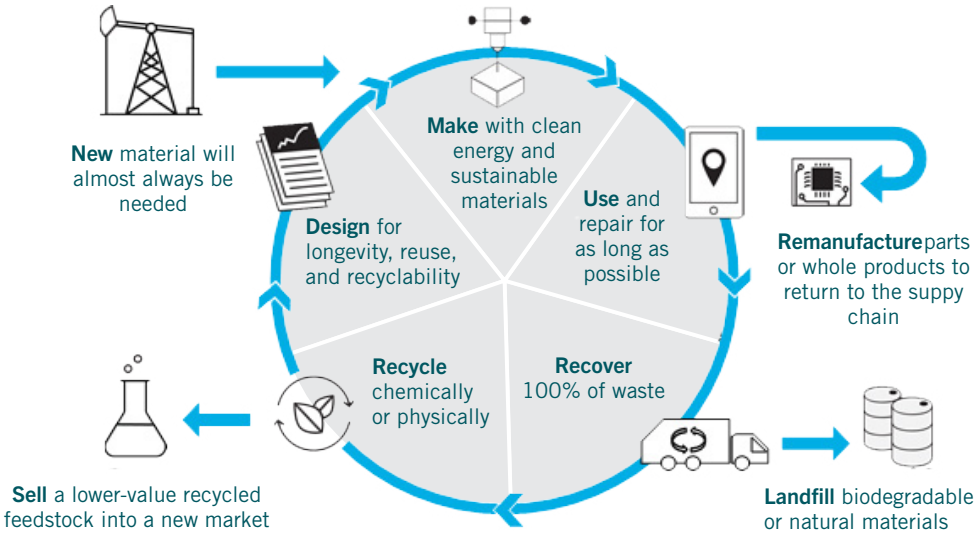 New material will
almost always be
needed
Make with clean
energy and
sustainable
materials
Use and
repair for
as long as
possible
Remanufacture parts
or whole products to
return to the suppy
chain
Design for
longevity, reuse,
and recyclability
Recycle
chemically
or physically
Recover
100% of waste
Sell a lower-value recycled
feedstock into a new market
Landfill biodegradable
or natural materials